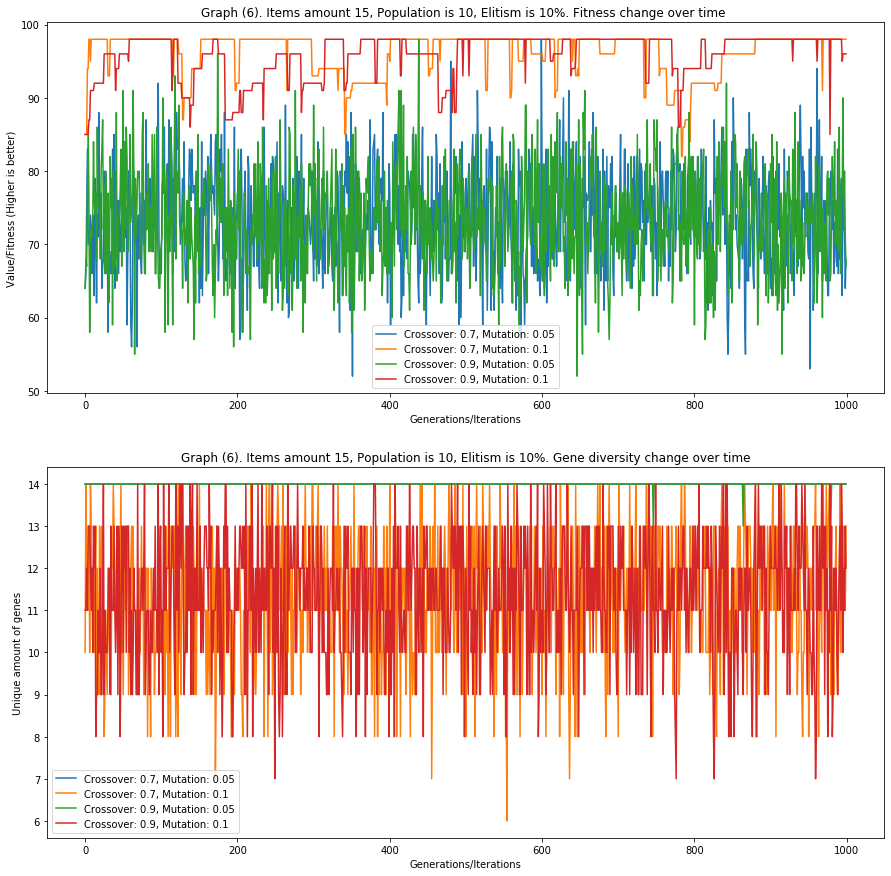 Graph (6). Items amount 15, Population is 10, Elitism is 10%. Fitness change over time
Value/Fitness (Higher is better)
100
90
80
70
60
50
Crossover: 0.7, Mutation: 0.05
Crossover: 0.7, Mutation: 0.1
Crossover: 0.9, Mutation: 0.05
Crossover: 0.9, Mutation: 0.1
0 200 400 600 800 1000
Generations/Iterations
Graph (6). Items amount 15, Population is 10, Elitism is 10%. Gene diversity change over time
Unique amount of genes
14
13
12
11
10
9
8
7
6
Crossover: 0.7, Mutation: 0.05
Crossover: 0.7, Mutation: 0.1
Crossover: 0.9, Mutation: 0.05
Crossover: 0.9, Mutation: 0.1
0 200 400 600 800 1000
Generations/Iterations